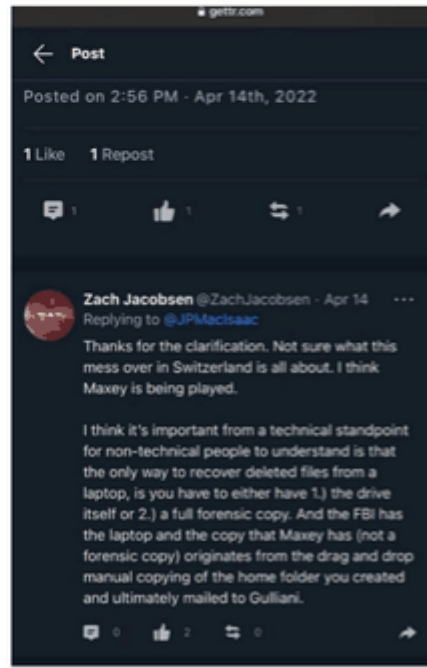 gettr.com
Post
Posted on 2:56 PM - Apr 14th, 2022
1 Like 1 Repost
1 1 1
Zach Jacobsen @ZachJacobsen - Apr 14 ...
Replying to @JPMacIsaac
Thanks for the clarification. Not sure what this
mess over in Switzerland is all about. I think
Maxey is being played.
I think it's important from a technical standpoint
for non-technical people to understand is that
the only way to recover deleted files from a
laptop, is you have to either have 1.) the drive
itself or 2.) a full forensic copy. And the FBI has
the laptop and the copy that Maxey has (not a
forensic copy) originates from the drag and drop
manual copying of the home folder you created
and ultimately mailed to Gulliani.
0 2 0